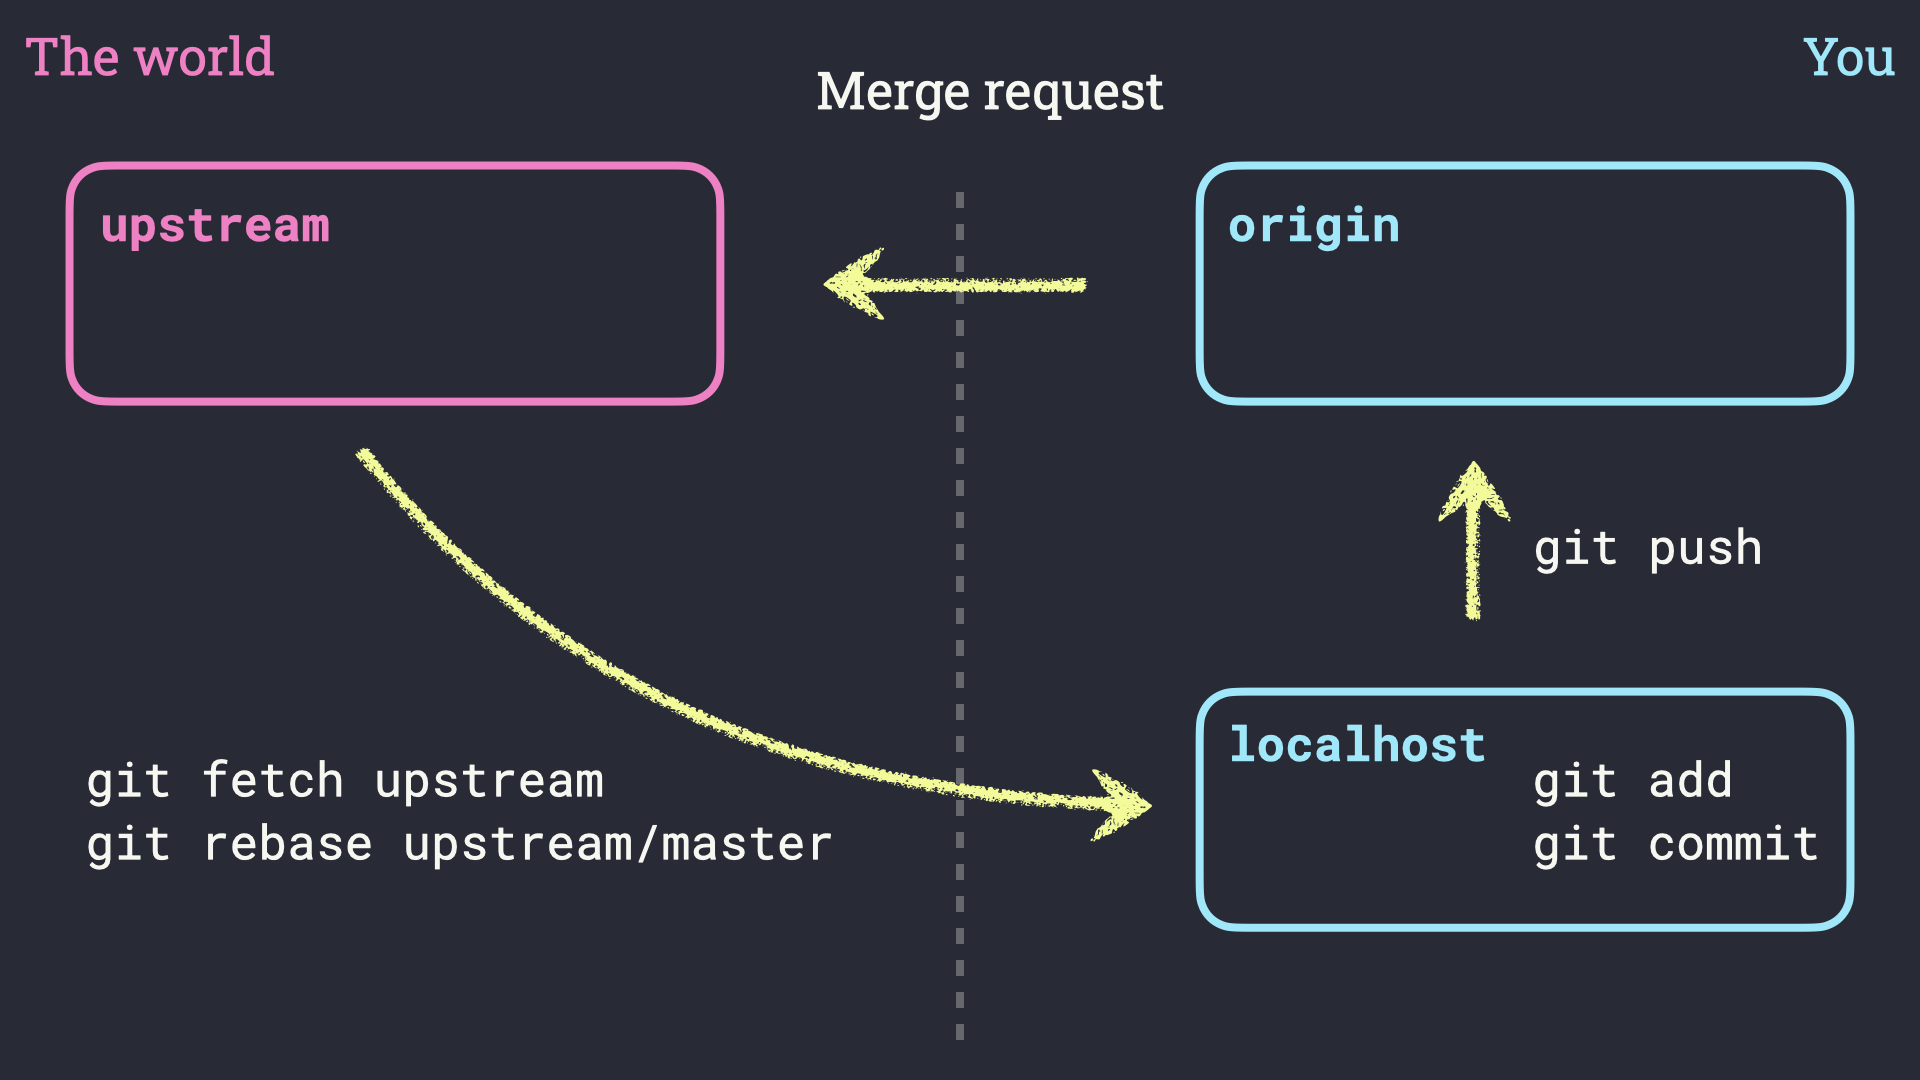 The world
You
Merge request
upstream
origin
git push
localhost
git fetch upstream
git rebase upstream/master
git add
git commit